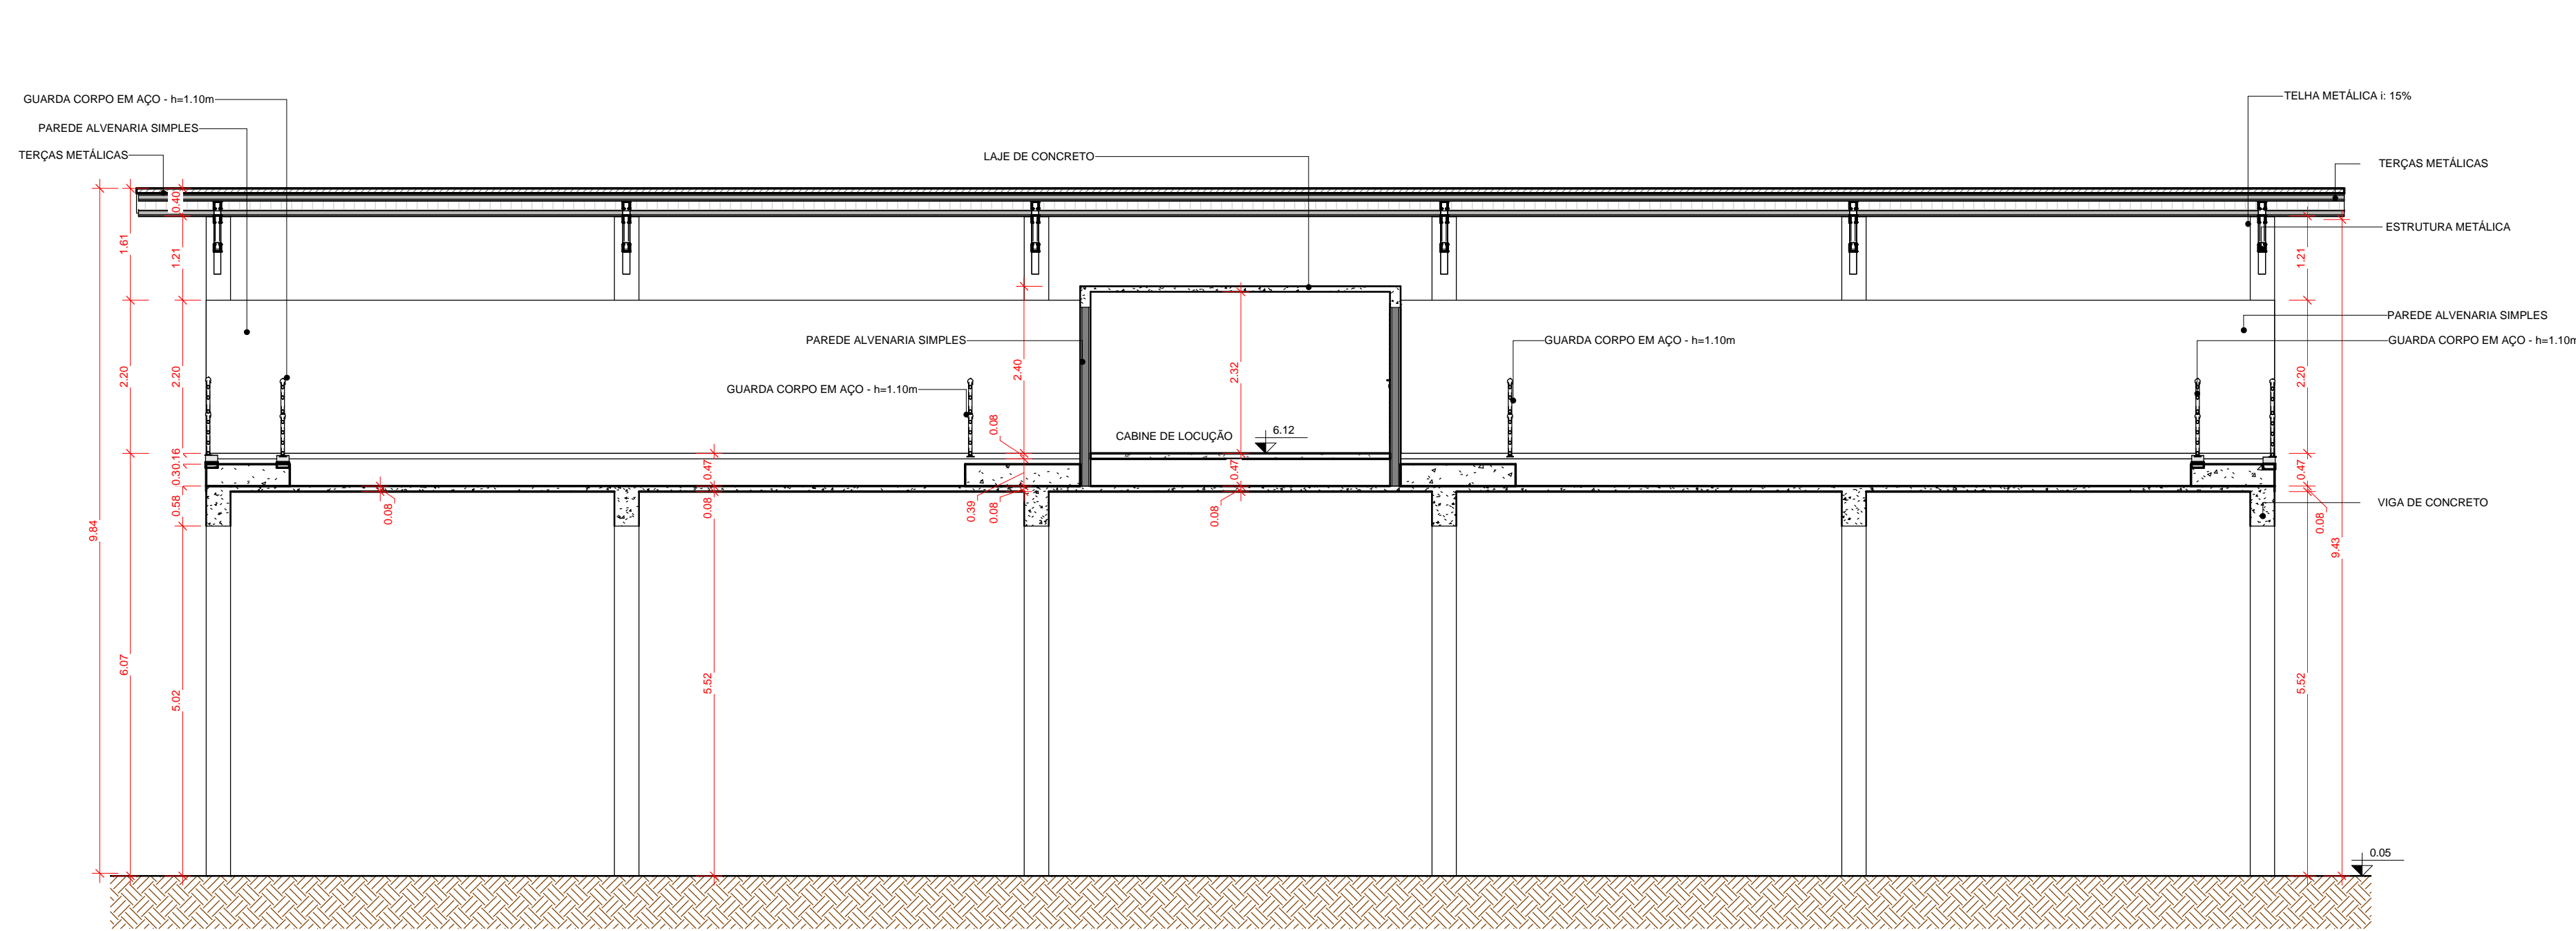 GUARDA CORPO EM AÇO - h=1.10m
PAREDE ALVENARIA SIMPLES
TERÇAS METÁLICAS
LAJE DE CONCRETO
TELHA METÁLICA i: 15%
TERÇAS METÁLICAS
ESTRUTURA METÁLICA
PAREDE ALVENARIA SIMPLES
GUARDA CORPO EM AÇO - h=1.10m
VIGA DE CONCRETO
PAREDE ALVENARIA SIMPLES
GUARDA CORPO EM AÇO - h=1.10m
GUARDA CORPO EM AÇO - h=1.10m
CABINE DE LOCUÇÃO
6.12
0.05
9.84
1.61
2.20
6.07
0.40
1.21
2.20
0.16
0.30
0.58
5.02
0.08
0.47
0.08
5.52
2.40
0.08
0.39
0.08
2.32
0.47
0.08
1.21
2.20
0.47
0.08
5.52
9.43